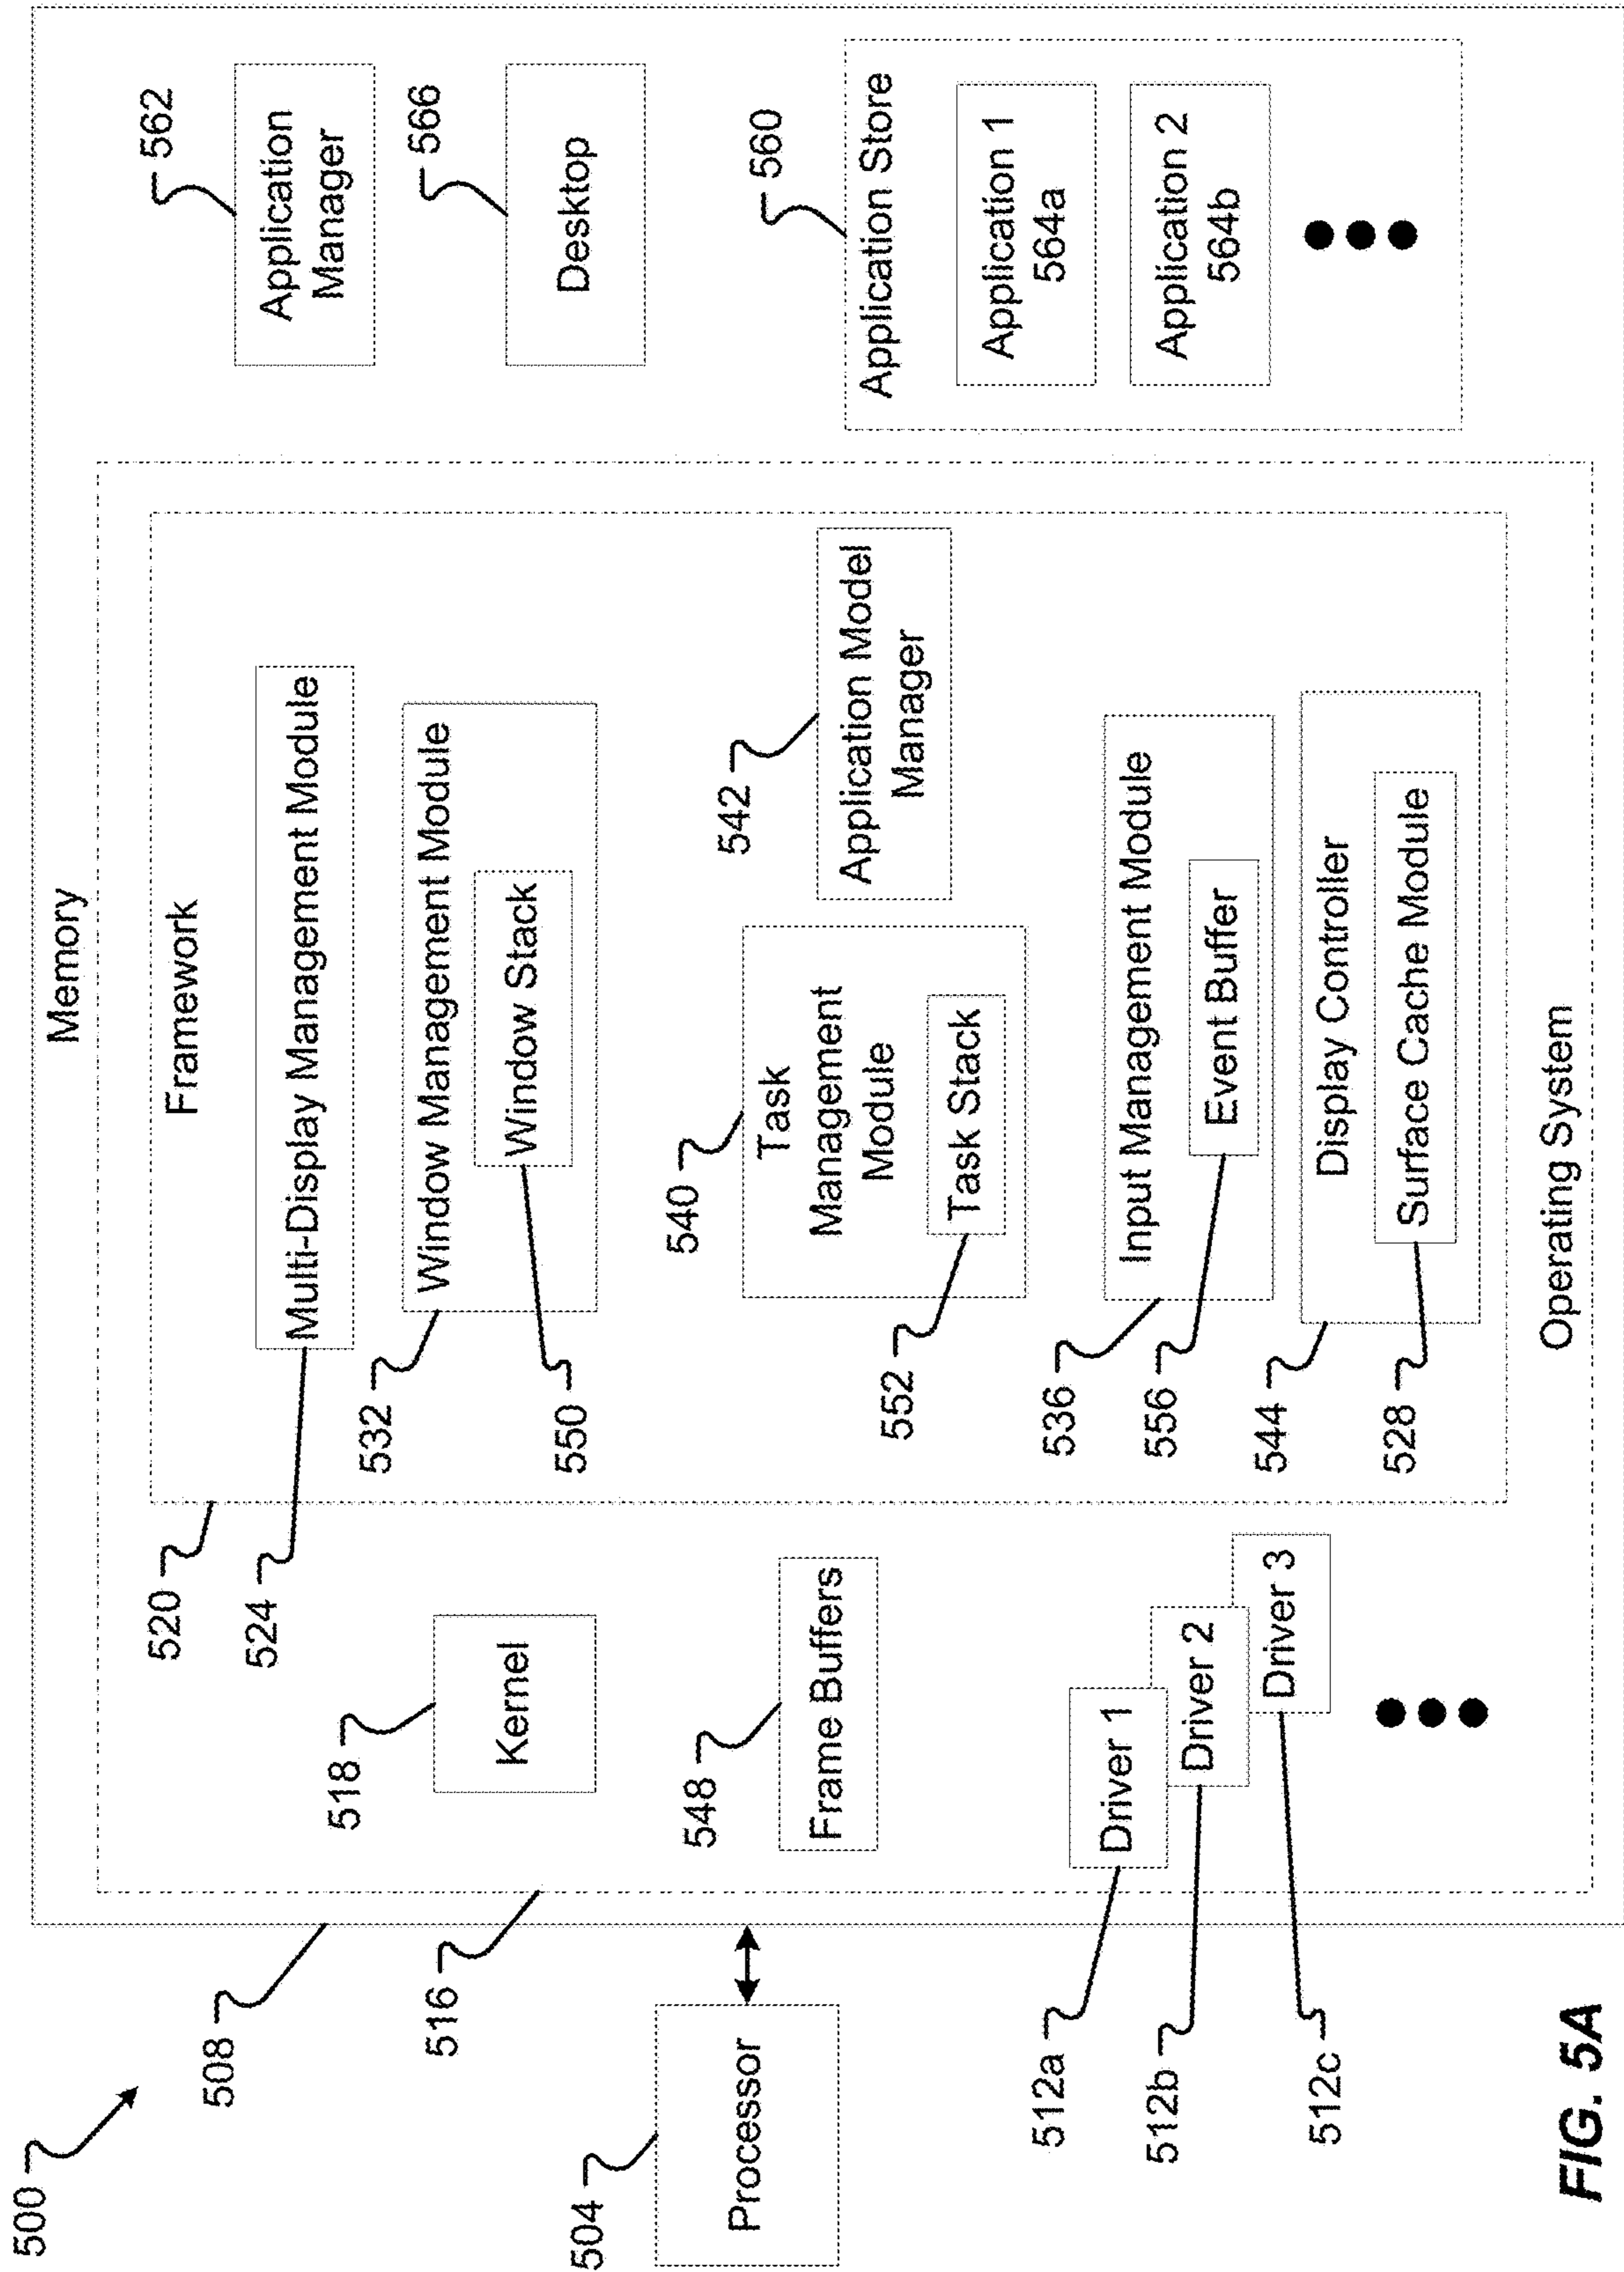 500
508
Memory
520
Framework
562
Application
Manager
524
Multi-Display Management Module
516
518
Kernel
532
Window Management Module
Window Stack
550
566
Desktop
504
Processor
548
Frame Buffers
540
Task
Management
Module
Task Stack
552
542
Application Model
Manager
560
Application Store
Application 1
564a
Application 2
564b
512a
Driver 1
512b
Driver 2
512c
Driver 3
536
Input Management Module
556
Event Buffer
544
Display Controller
528
Surface Cache Module
Operating System
FIG. 5A